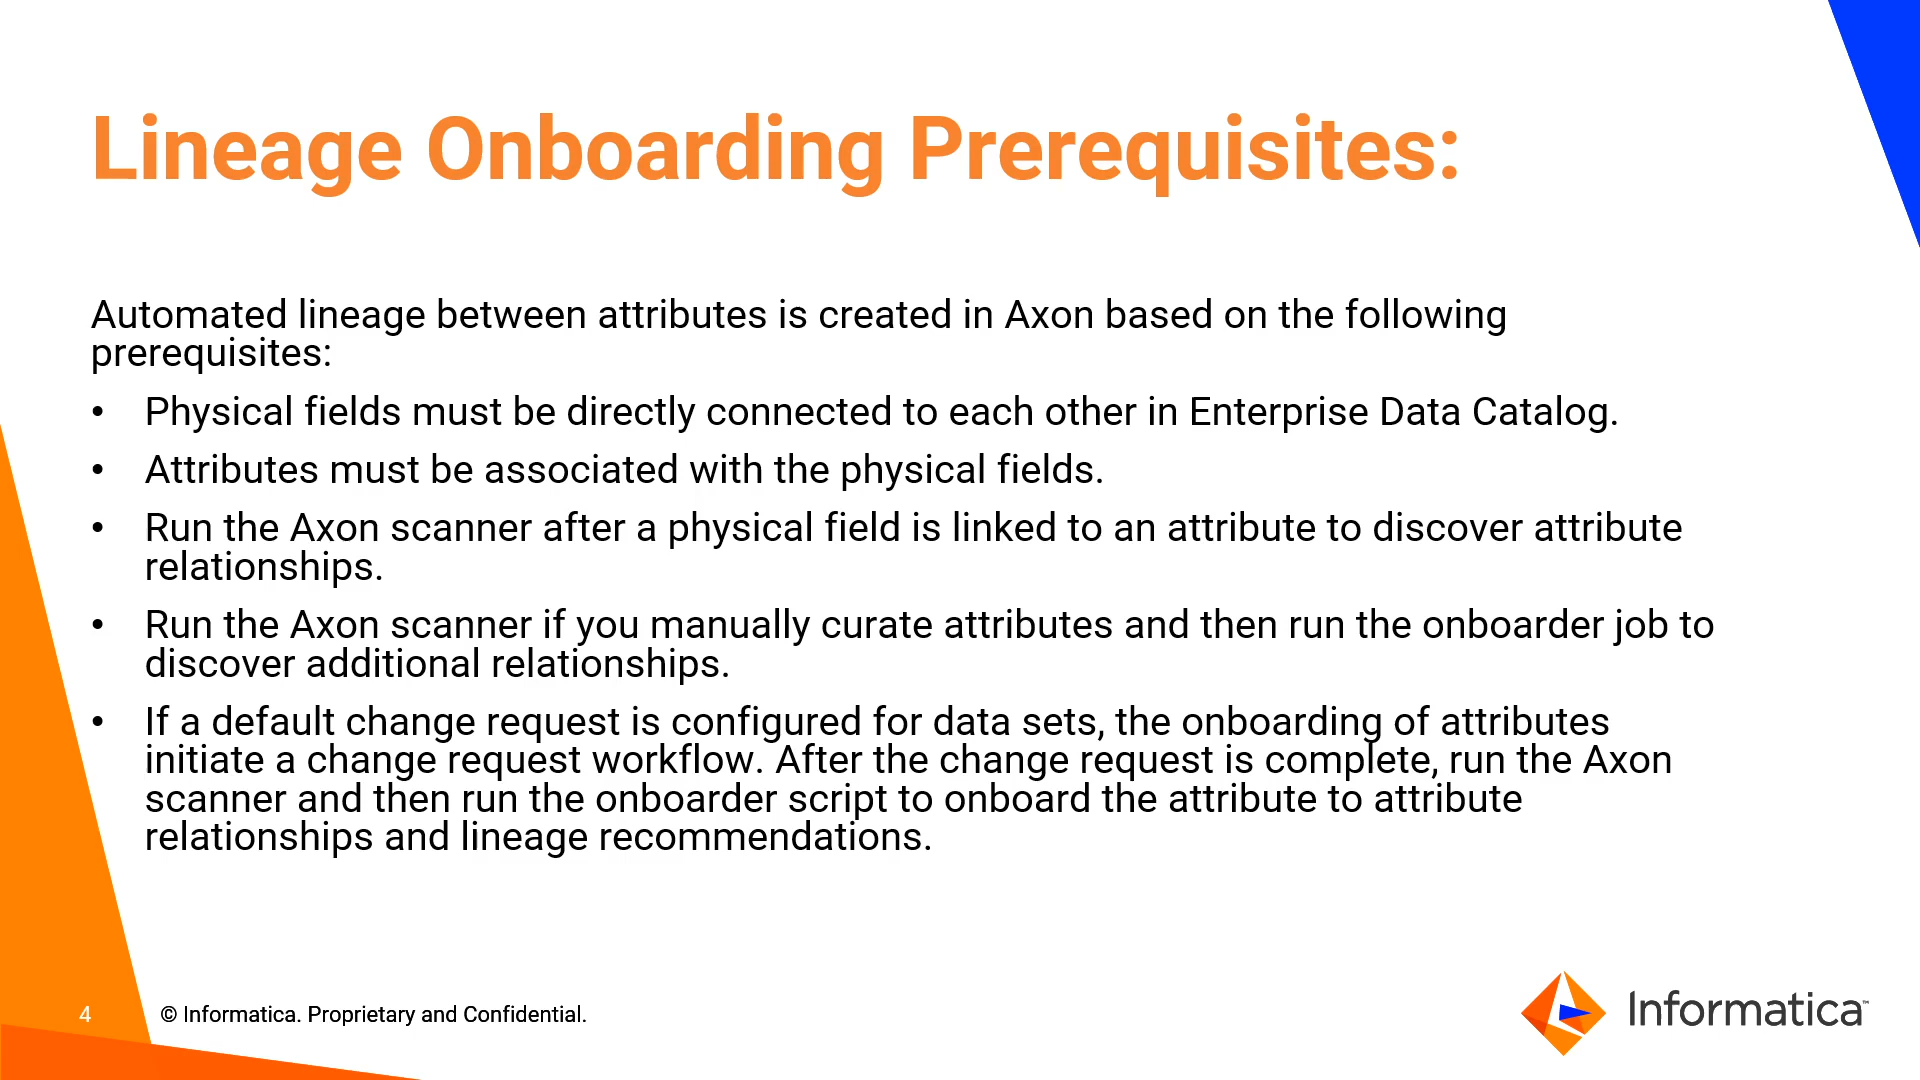 Lineage Onboarding Prerequisites:
Automated lineage between attributes is created in Axon based on the following
prerequisites:
• Physical fields must be directly connected to each other in Enterprise Data Catalog.
• Attributes must be associated with the physical fields.
• Run the Axon scanner after a physical field is linked to an attribute to discover attribute
relationships.
• Run the Axon scanner if you manually curate attributes and then run the onboarder job to
discover additional relationships.
• If a default change request is configured for data sets, the onboarding of attributes
initiate a change request workflow. After the change request is complete, run the Axon
scanner and then run the onboarder script to onboard the attribute to attribute
relationships and lineage recommendations.
4
© Informatica. Proprietary and Confidential.
Informatica™